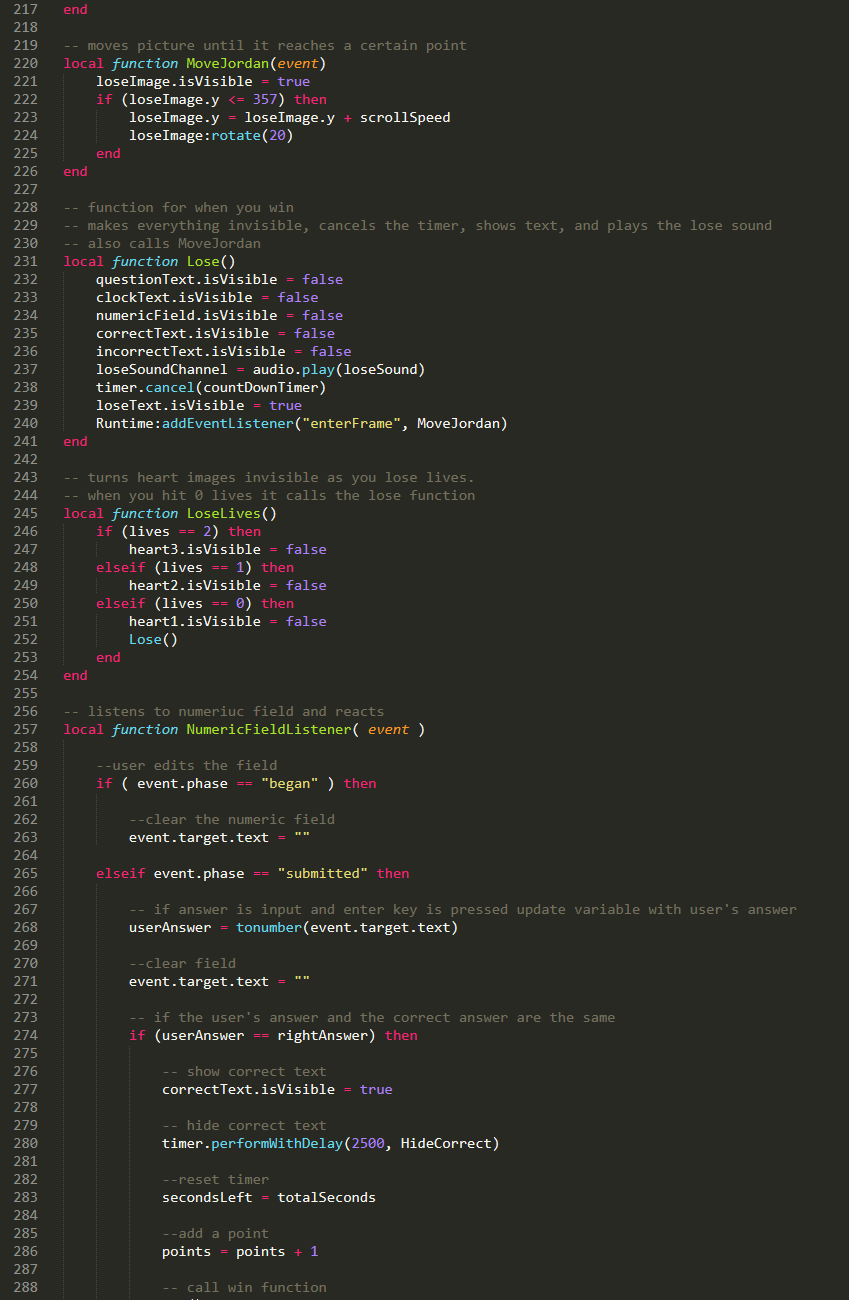 217 end
218
219 -- moves picture until it reaches a certain point
220 local function MoveJordan(event)
221     loseImage.isVisible = true
222     if (loseImage.y <= 357) then
223         loseImage.y = loseImage.y + scrollSpeed
224         loseImage:rotate(20)
225     end
226 end
227
228 -- function for when you win
229 -- makes everything invisible, cancels the timer, shows text, and plays the lose sound
230 -- also calls MoveJordan
231 local function Lose()
232     questionText.isVisible = false
233     clockText.isVisible = false
234     numericField.isVisible = false
235     correctText.isVisible = false
236     incorrectText.isVisible = false
237     loseSoundChannel = audio.play(loseSound)
238     timer.cancel(countDownTimer)
239     loseText.isVisible = true
240     Runtime:addEventListener("enterFrame", MoveJordan)
241 end
242
243 -- turns heart images invisible as you lose lives.
244 -- when you hit 0 lives it calls the lose function
245 local function LoseLives()
246     if (lives == 2) then
247         heart3.isVisible = false
248     elseif (lives == 1) then
249         heart2.isVisible = false
250     elseif (lives == 0) then
251         heart1.isVisible = false
252         Lose()
253     end
254 end
255
256 -- listens to numeriuc field and reacts
257 local function NumericFieldListener( event )
258
259     --user edits the field
260     if ( event.phase == "began" ) then
261
262         --clear the numeric field
263         event.target.text = ""
264
265     elseif event.phase == "submitted" then
266
267         -- if answer is input and enter key is pressed update variable with user's answer
268         userAnswer = tonumber(event.target.text)
269
270         --clear field
271         event.target.text = ""
272
273         -- if the user's answer and the correct answer are the same
274         if (userAnswer == rightAnswer) then
275
276             -- show correct text
277             correctText.isVisible = true
278
279             -- hide correct text
280             timer.performWithDelay(2500, HideCorrect)
281
282             --reset timer
283             secondsLeft = totalSeconds
284
285             --add a point
286             points = points + 1
287
288             -- call win function